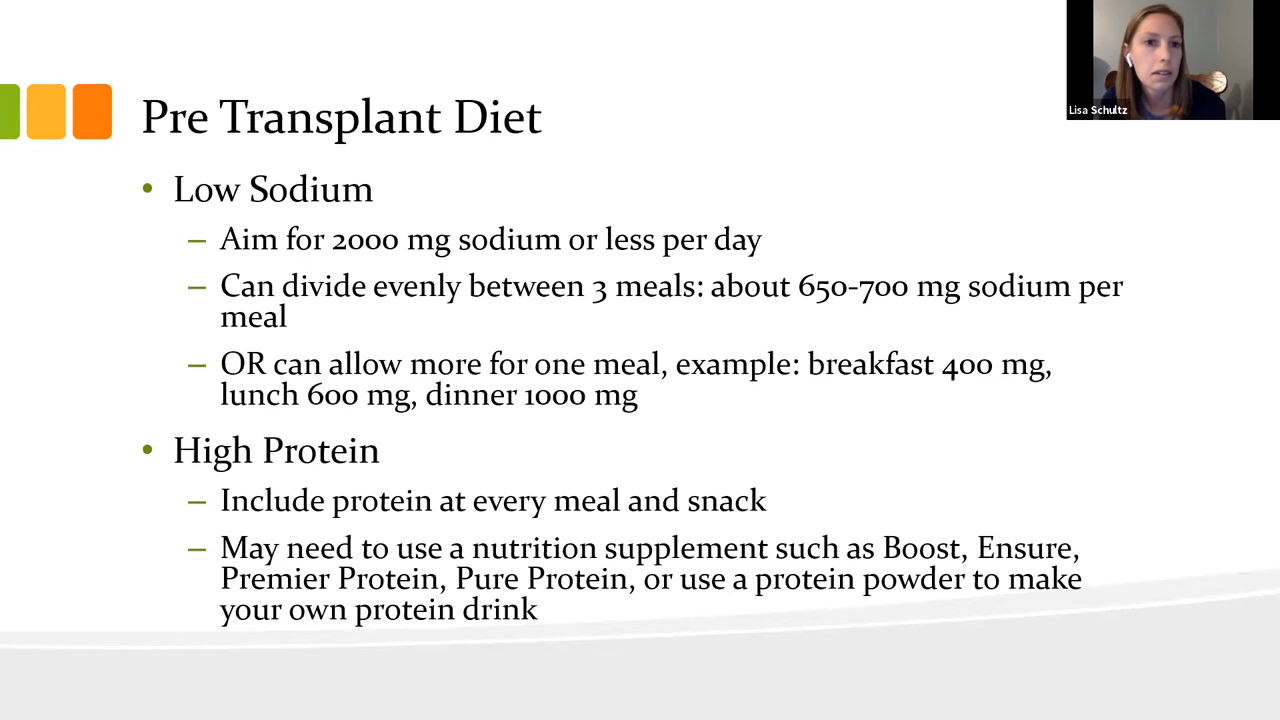 Lisa Schultz
Pre Transplant Diet
• Low Sodium
– Aim for 2000 mg sodium or less per day
– Can divide evenly between 3 meals: about 650-700 mg sodium per
meal
– OR can allow more for one meal, example: breakfast 400 mg,
lunch 600 mg, dinner 1000 mg
• High Protein
– Include protein at every meal and snack
– May need to use a nutrition supplement such as Boost, Ensure,
Premier Protein, Pure Protein, or use a protein powder to make
your own protein drink